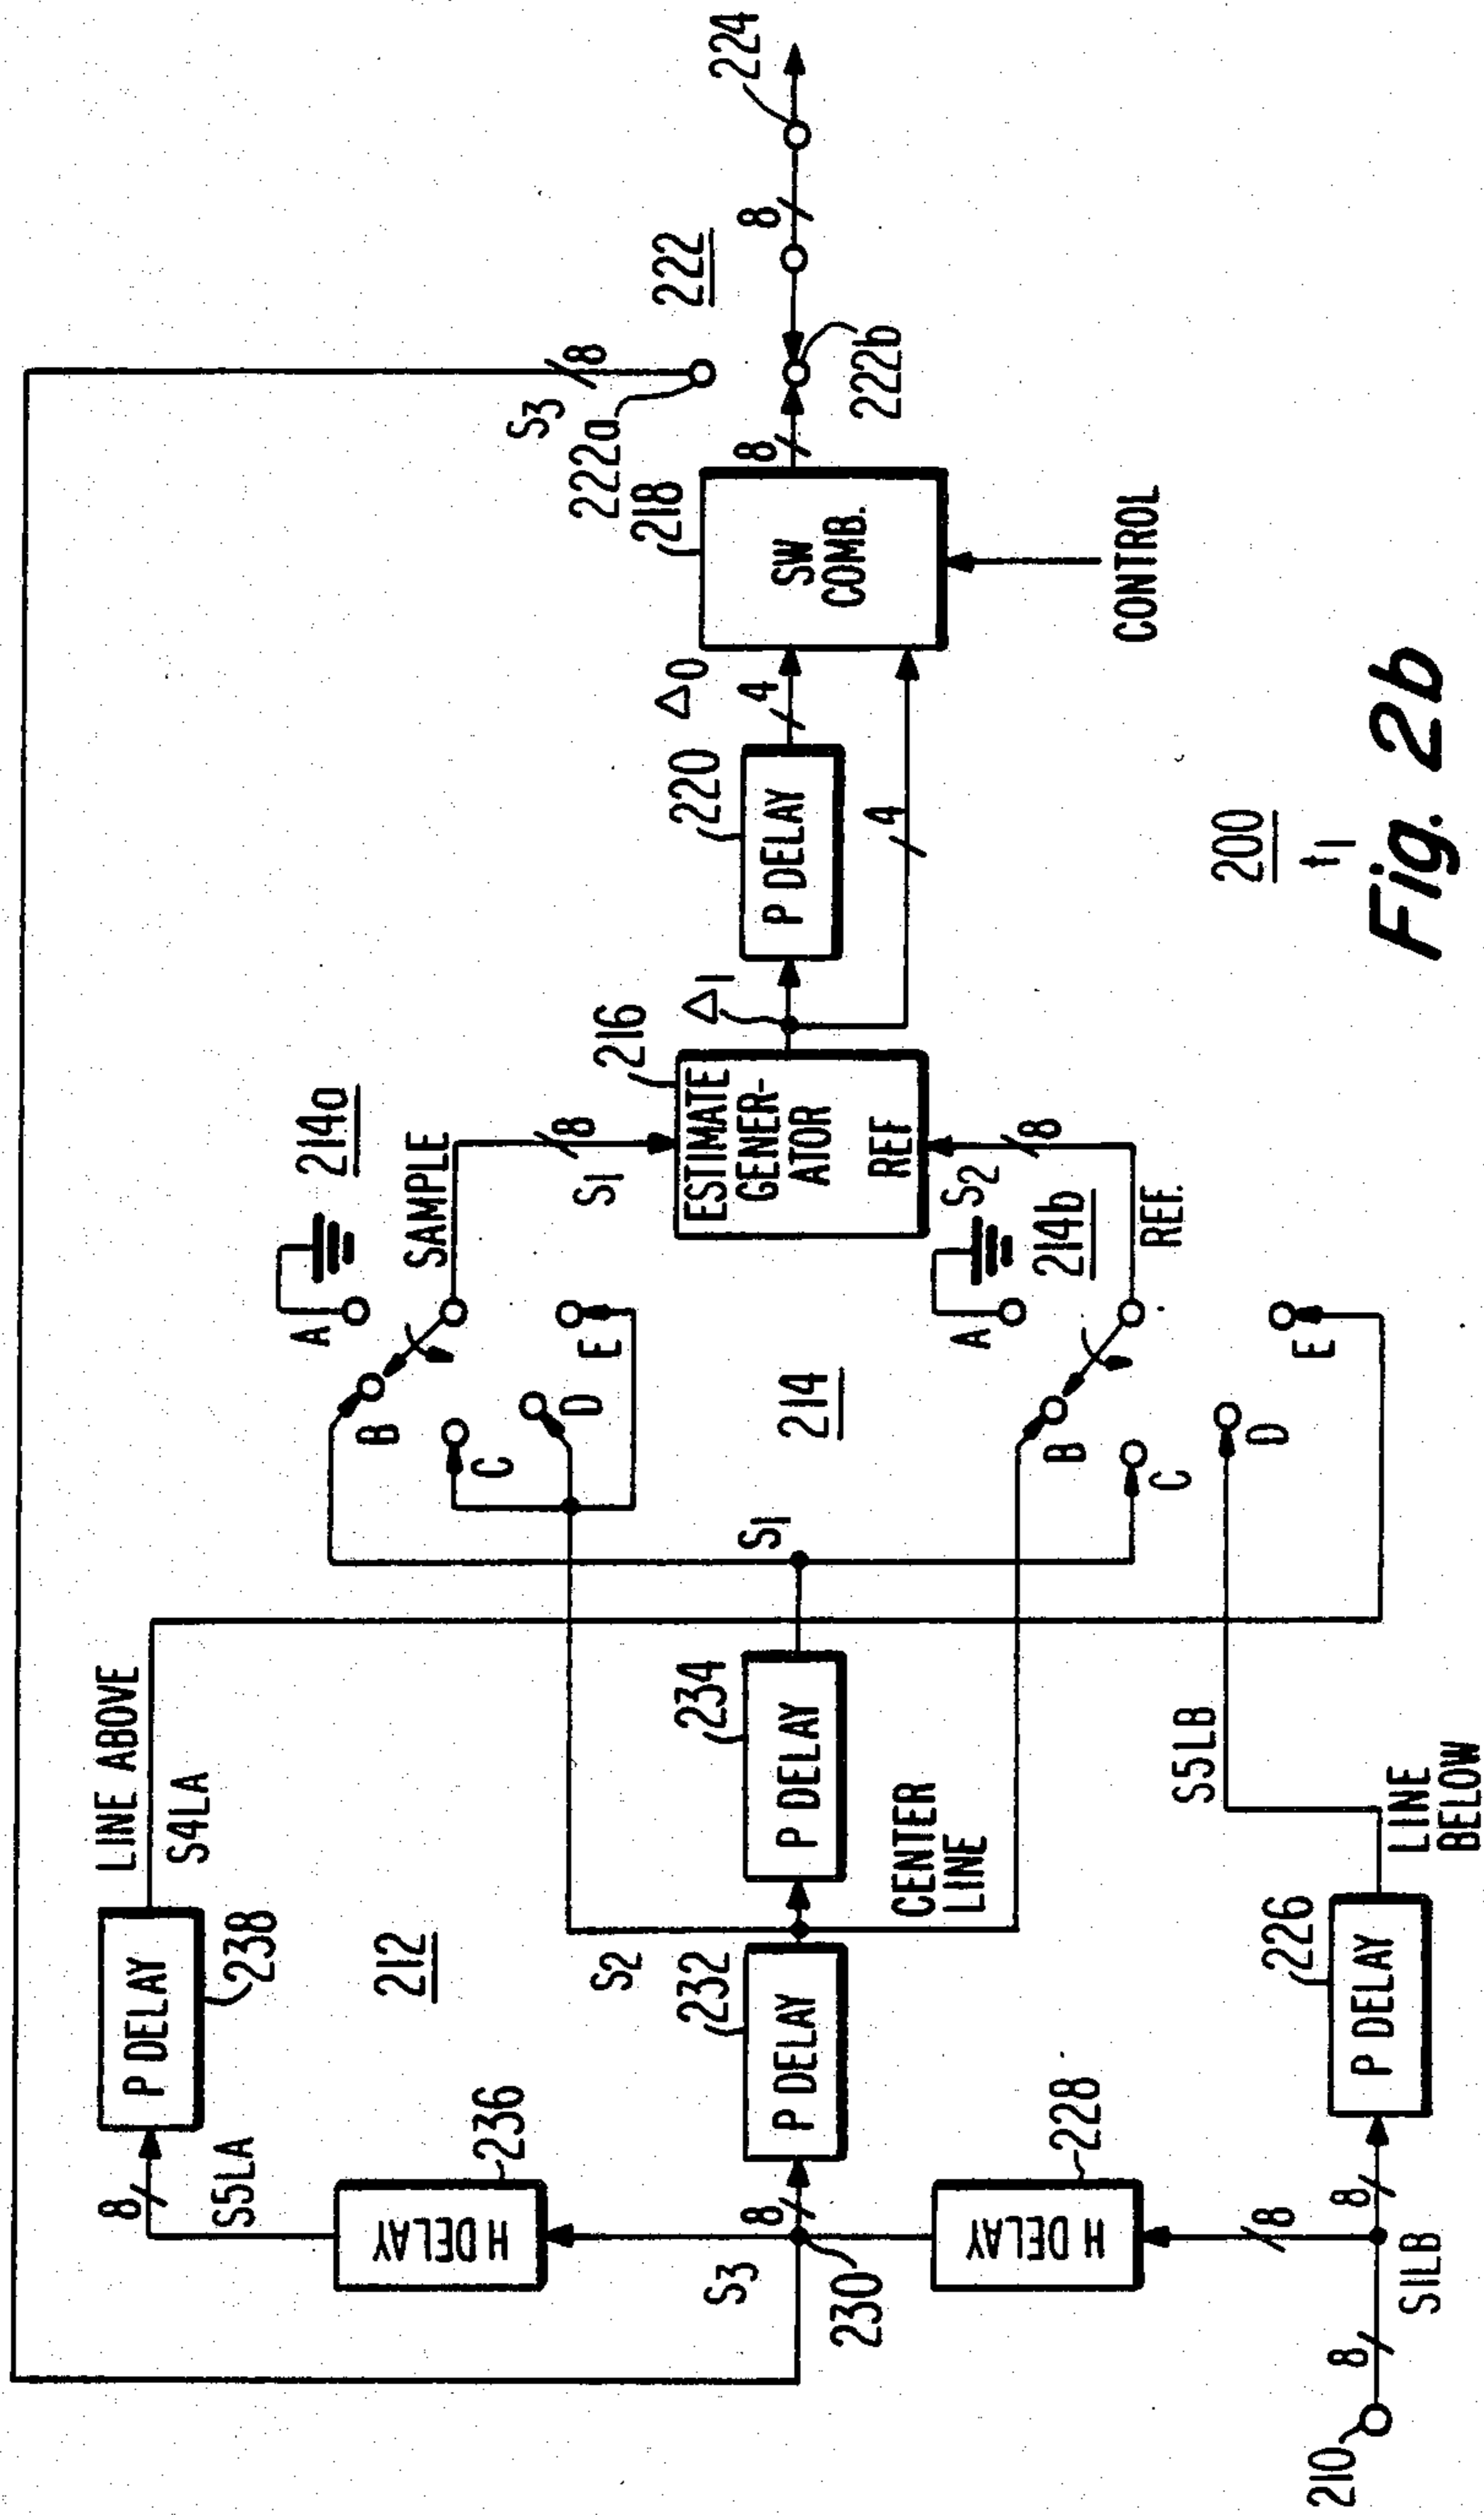 LINE ABOVE
S4LA
P DELAY
238
8
S5LA
236
H DELAY
212
S2
232
P DELAY
234
P DELAY
CENTER
LINE
S3
8
230
H DELAY
228
8
8
226
P DELAY
S5LB
LINE
BELOW
210
8
S1LB
214a
A
B
C
D
E
SAMPLE
S1
8
S1
214
216
ESTIMATE
GENER-
ATOR
REF
S2
8
A
214b
B
C
D
E
REF.
Δ1
220
P DELAY
Δ0
4
4
218
SW
COMB.
CONTROL
8
S3
8
222a
222
222b
8
224
200
t1
Fig. 2b